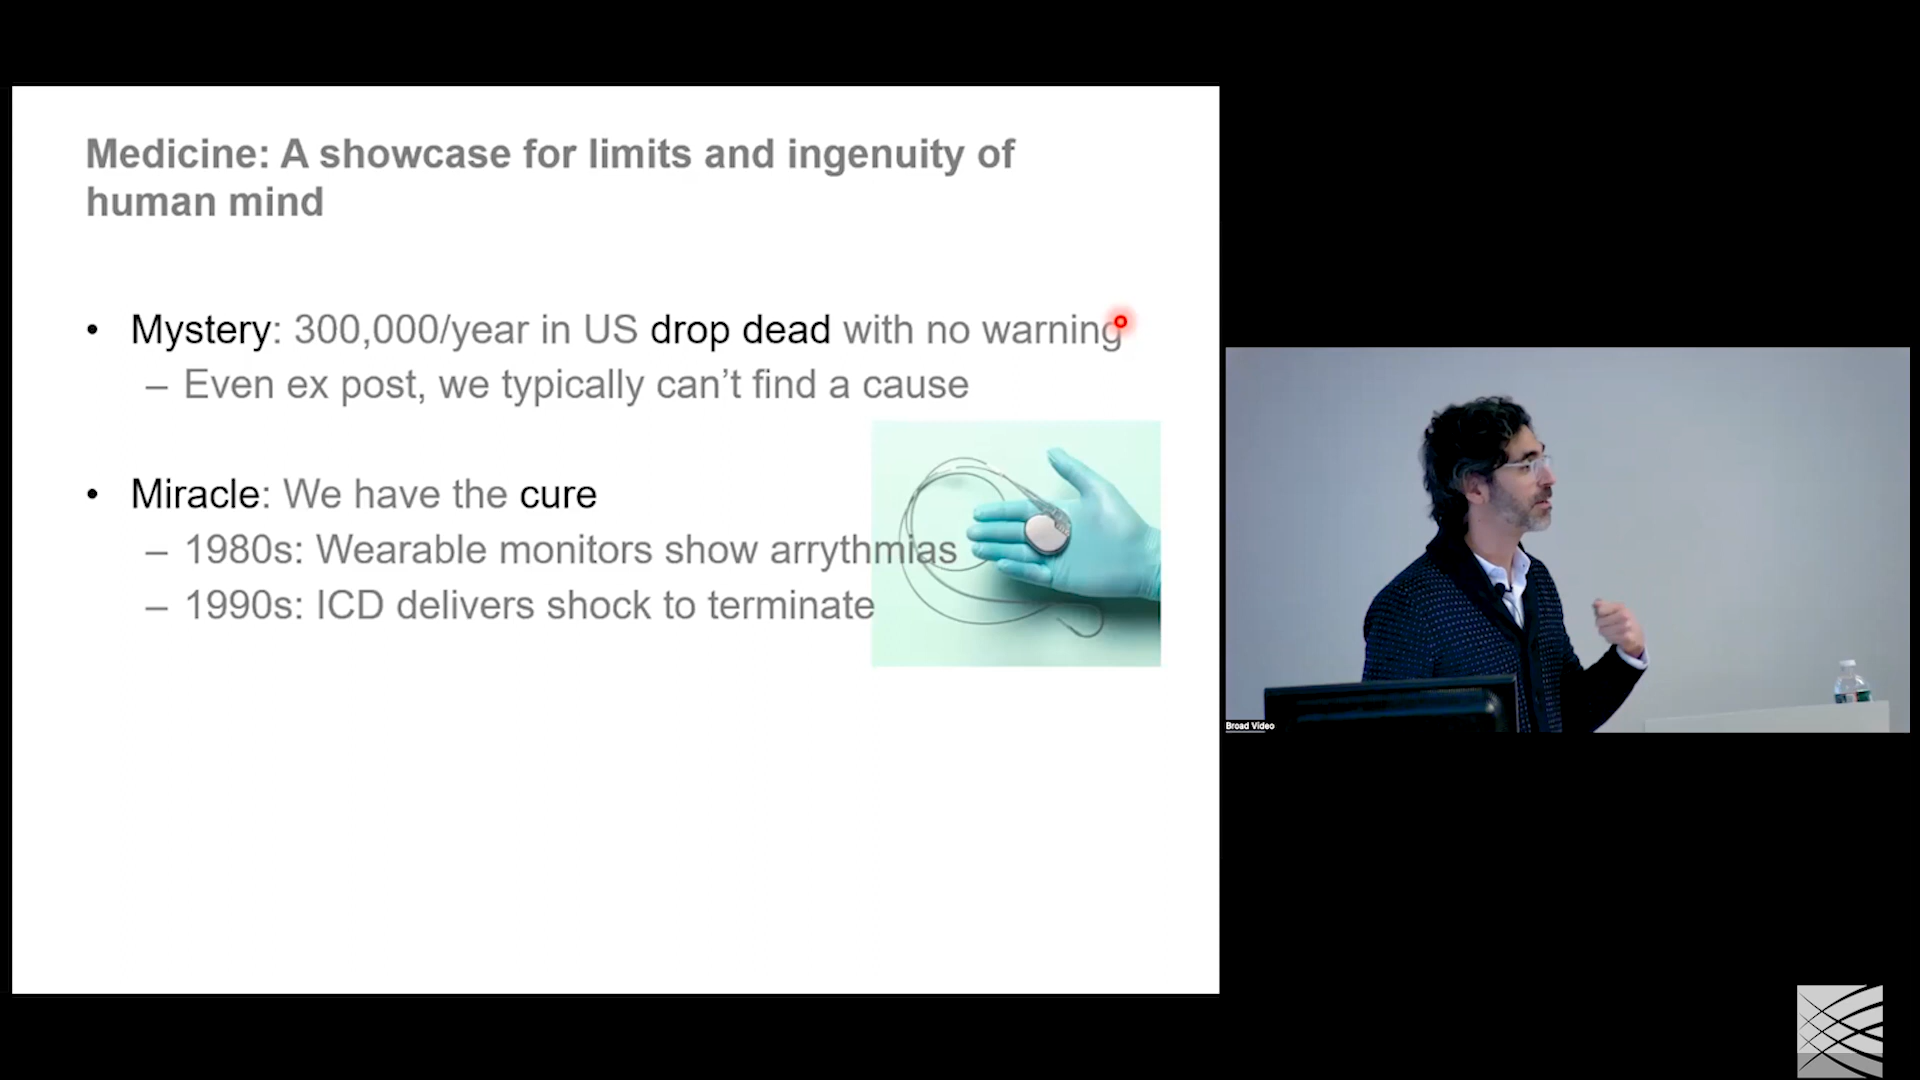 Medicine: A showcase for limits and ingenuity of
human mind
• Mystery: 300,000/year in US drop dead with no warning
– Even ex post, we typically can’t find a cause
• Miracle: We have the cure
– 1980s: Wearable monitors show arrythmias
– 1990s: ICD delivers shock to terminate
Broad Video